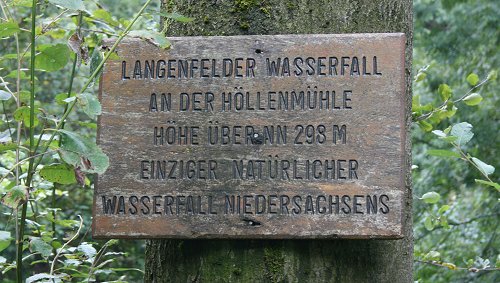 LANGENFELDER WASSERFALL
AN DER HÖLLENMÜHLE
HÖHE ÜBER NN 298 M
EINZIGER NATÜRLICHER
WASSERFALL NIEDERSACHSENS